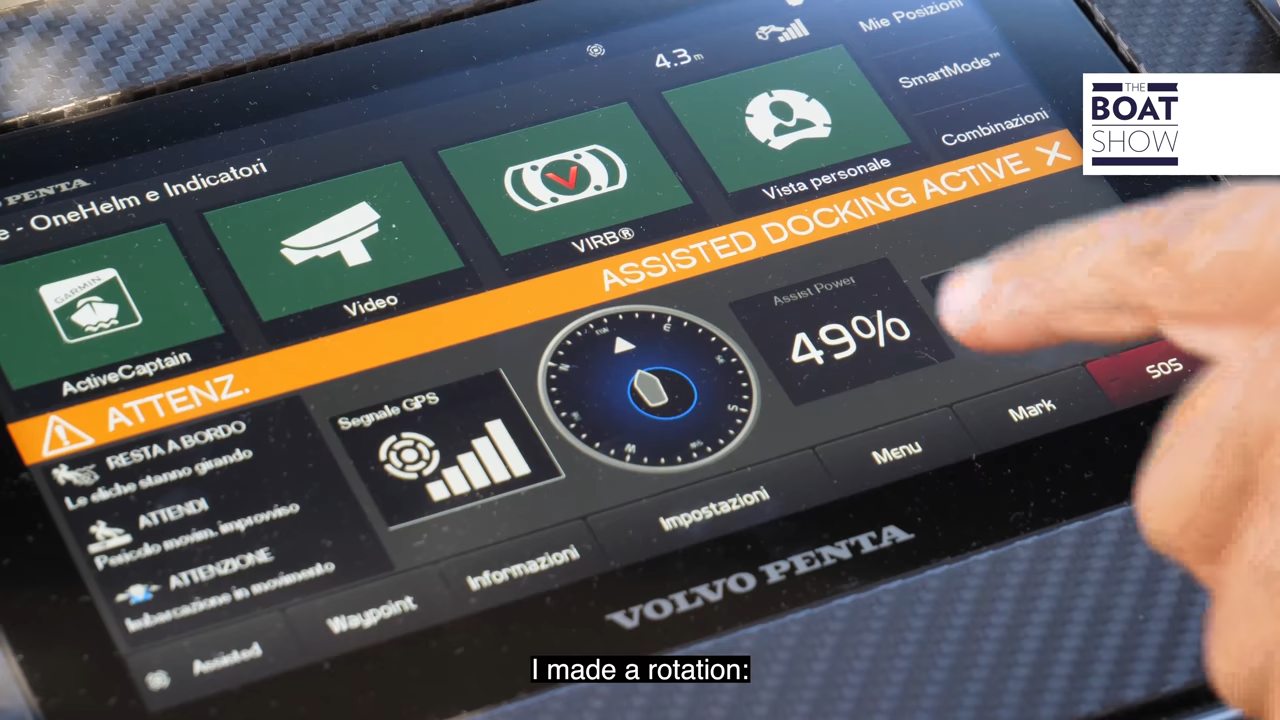 4.3 m
Mie Posizioni
SmartMode™
Combinazioni
THE
BOAT
SHOW
PENTA
e - OneHelm e Indicatori
GARMIN
ActiveCaptain
Video
VIRB®
Vista personale
ATTENZ.
ASSISTED DOCKING ACTIVE
RESTA A BORDO
Le eliche stanno girando
ATTENDI
Pericolo movim. improvviso
ATTENZIONE
Imbarcazione in movimento
Segnale GPS
E
S
W
N
Assist Power
49%
Assisted
Waypoint
Informazioni
Impostazioni
Menu
Mark
SOS
VOLVO PENTA
I made a rotation: